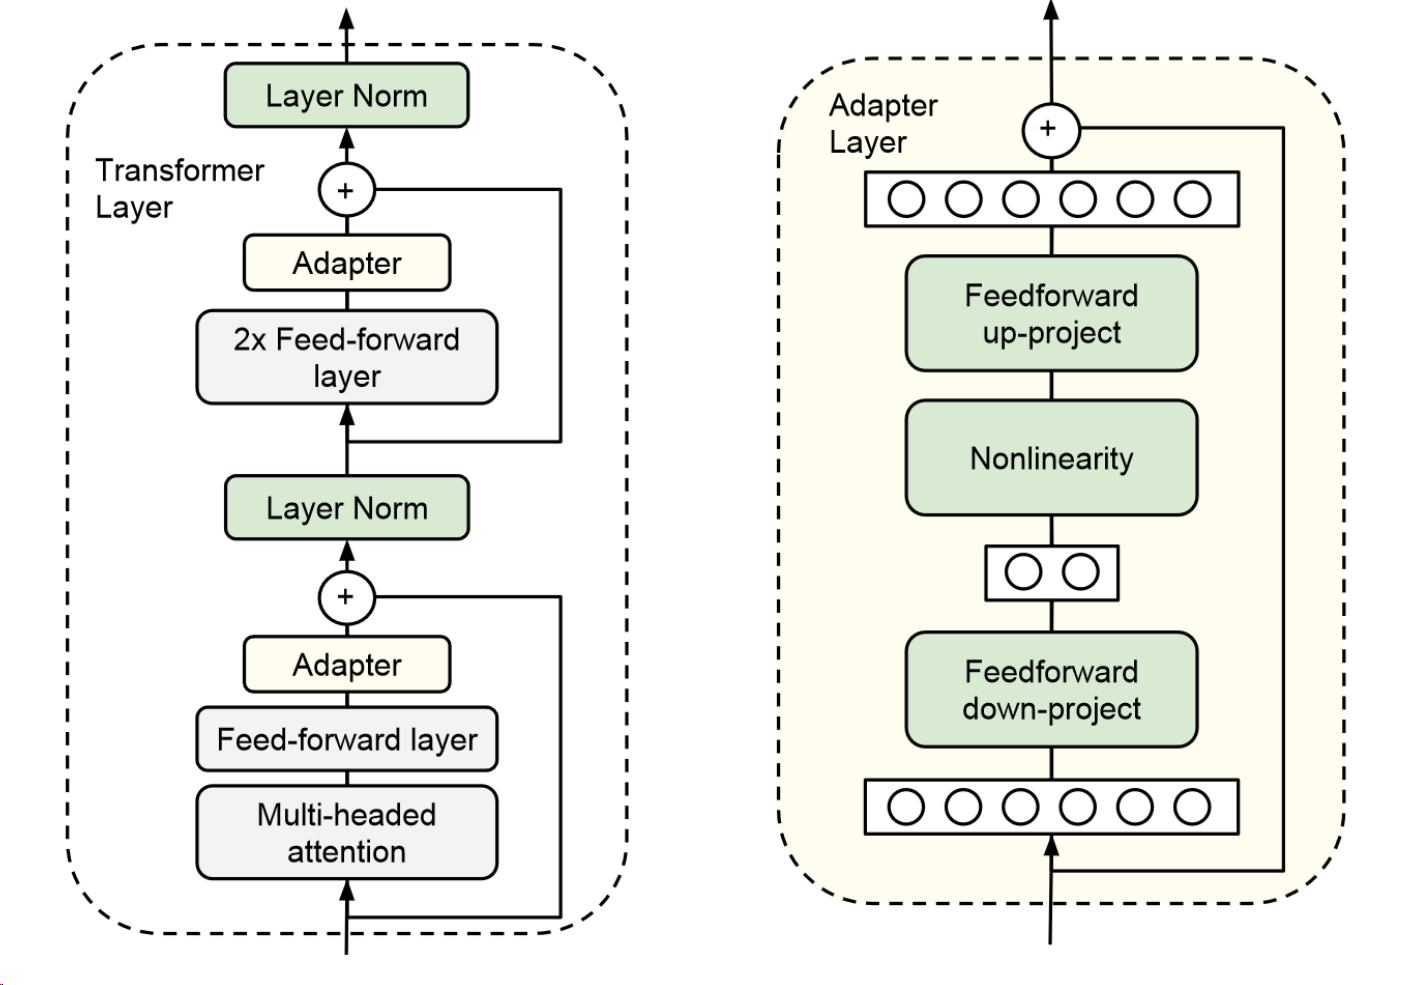 Layer Norm
Transformer
Layer
+
Adapter
2x Feed-forward
layer
Layer Norm
+
Adapter
Feed-forward layer
Multi-headed
attention
Adapter
Layer
+
Feedforward
up-project
Nonlinearity
Feedforward
down-project